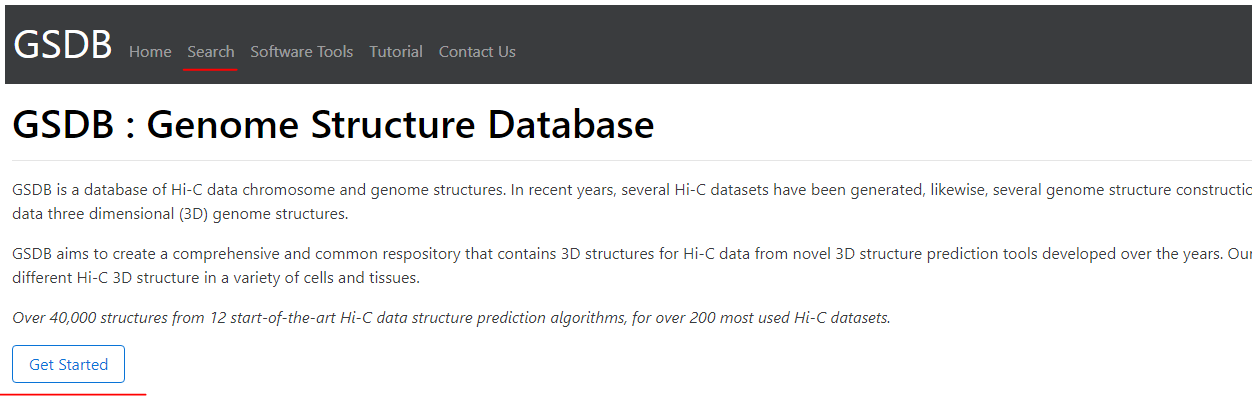 GSDB Home Search Software Tools Tutorial Contact Us
GSDB : Genome Structure Database
GSDB is a database of Hi-C data chromosome and genome structures. In recent years, several Hi-C datasets have been generated, likewise, several genome structure constructio
data three dimensional (3D) genome structures.
GSDB aims to create a comprehensive and common respository that contains 3D structures for Hi-C data from novel 3D structure prediction tools developed over the years. Our
different Hi-C 3D structure in a variety of cells and tissues.
Over 40,000 structures from 12 start-of-the-art Hi-C data structure prediction algorithms, for over 200 most used Hi-C datasets.
Get Started